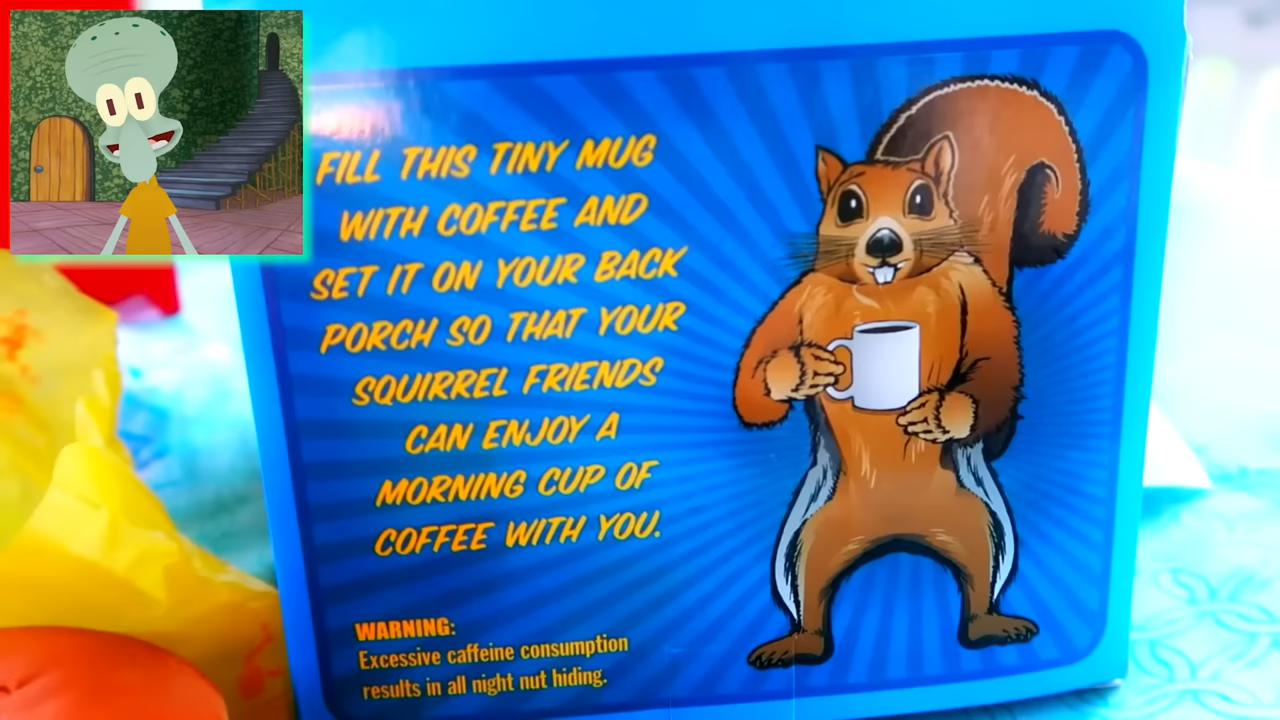 FILL THIS TINY MUG
WITH COFFEE AND
SET IT ON YOUR BACK
PORCH SO THAT YOUR
SQUIRREL FRIENDS
CAN ENJOY A
MORNING CUP OF
COFFEE WITH YOU.
WARNING:
Excessive caffeine consumption
results in all night nut hiding.